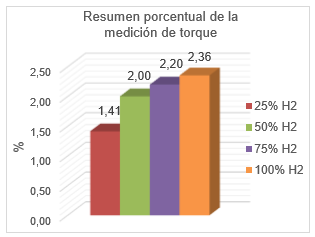 Resumen porcentual de la
medición de torque
2,36
2,20
2,00
1,41
2,50
2,00
1,50
1,00
0,50
0,00
%
25% H2
50% H2
75% H2
100% H2